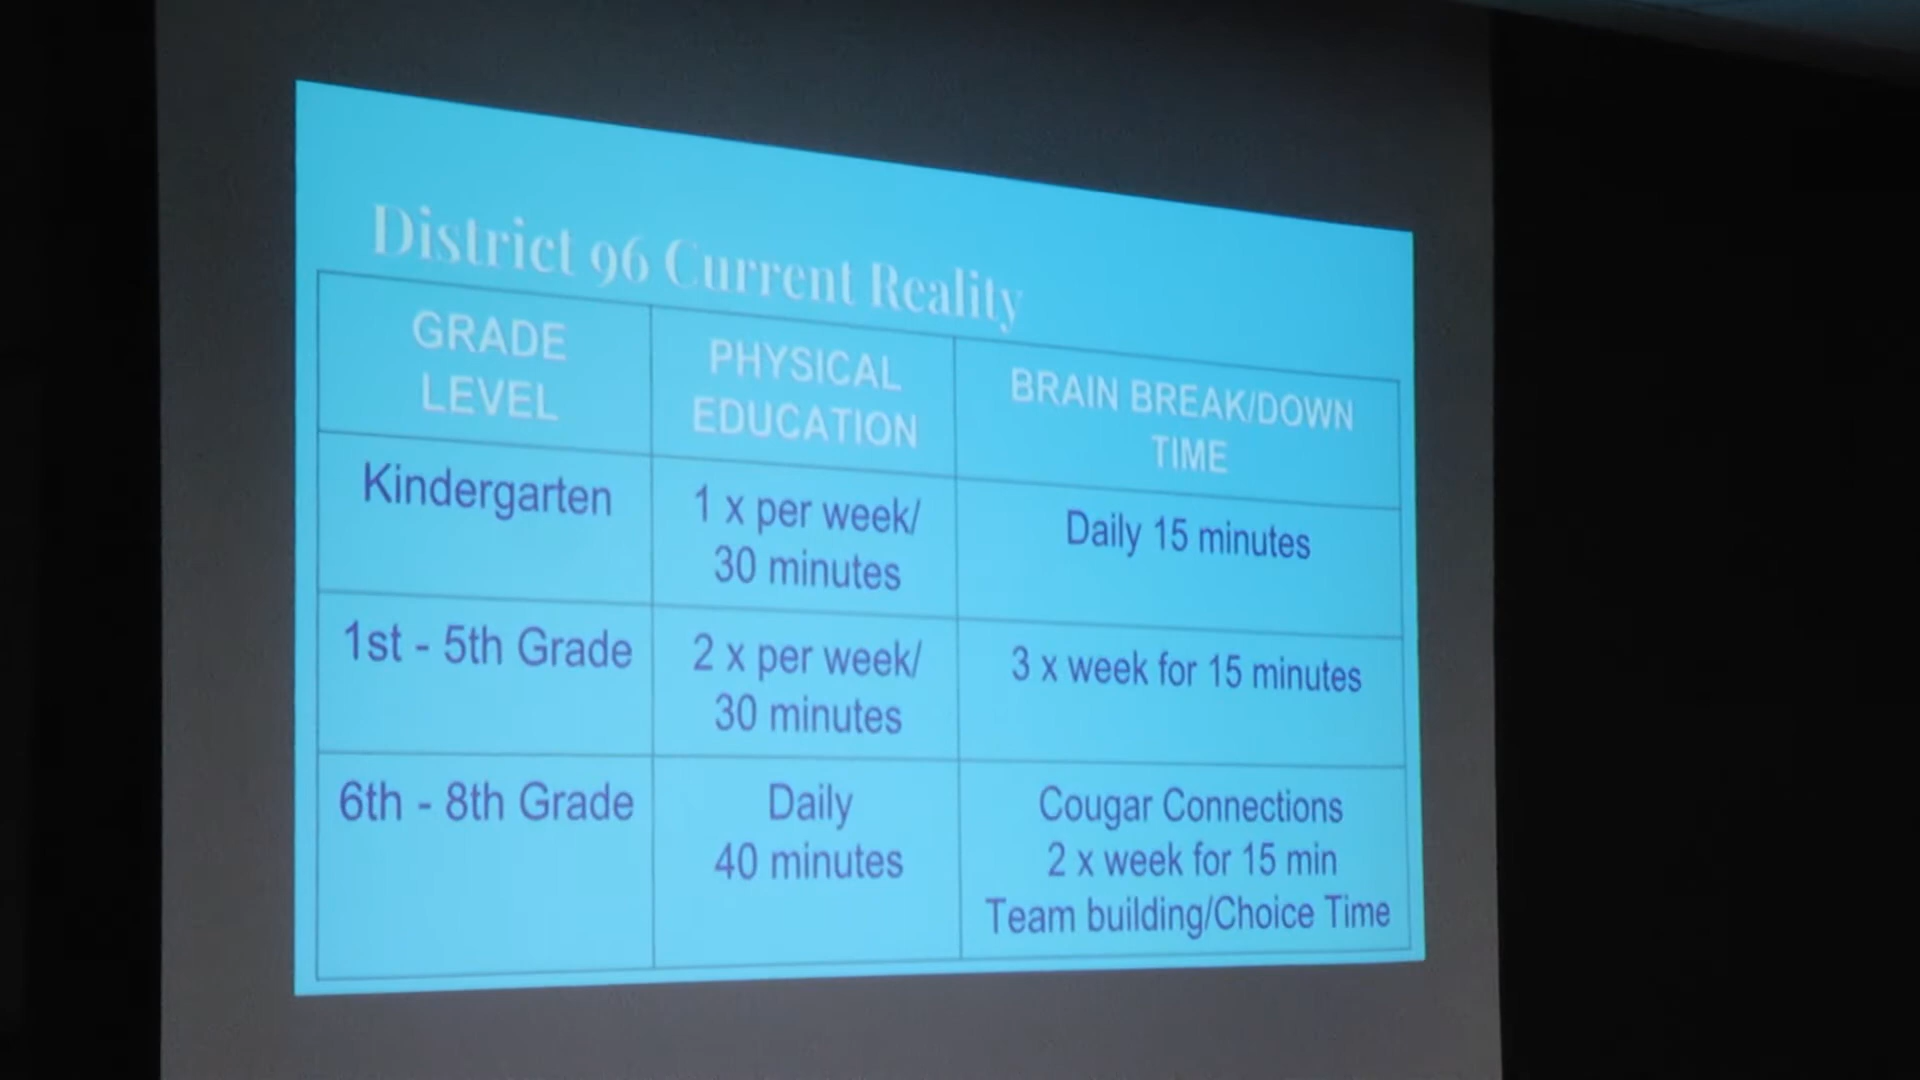 District 96 Current Reality
GRADE
LEVEL
PHYSICAL
EDUCATION
BRAIN BREAK/DOWN
TIME
Kindergarten
1 x per week/
30 minutes
Daily 15 minutes
1st - 5th Grade
2 x per week/
30 minutes
3 x week for 15 minutes
6th - 8th Grade
Daily
40 minutes
Cougar Connections
2 x week for 15 min
Team building/Choice Time